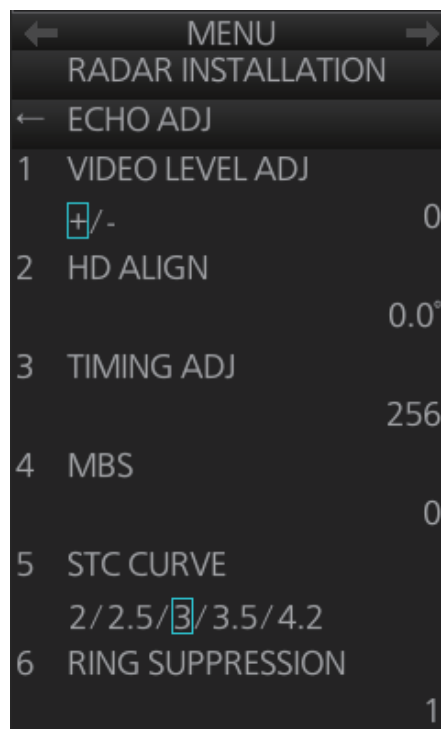 MENU
RADAR INSTALLATION
← ECHO ADJ
1 VIDEO LEVEL ADJ
+/- 0
2 HD ALIGN
0.0°
3 TIMING ADJ
256
4 MBS
0
5 STC CURVE
2/2.5/3/3.5/4.2
6 RING SUPPRESSION
1